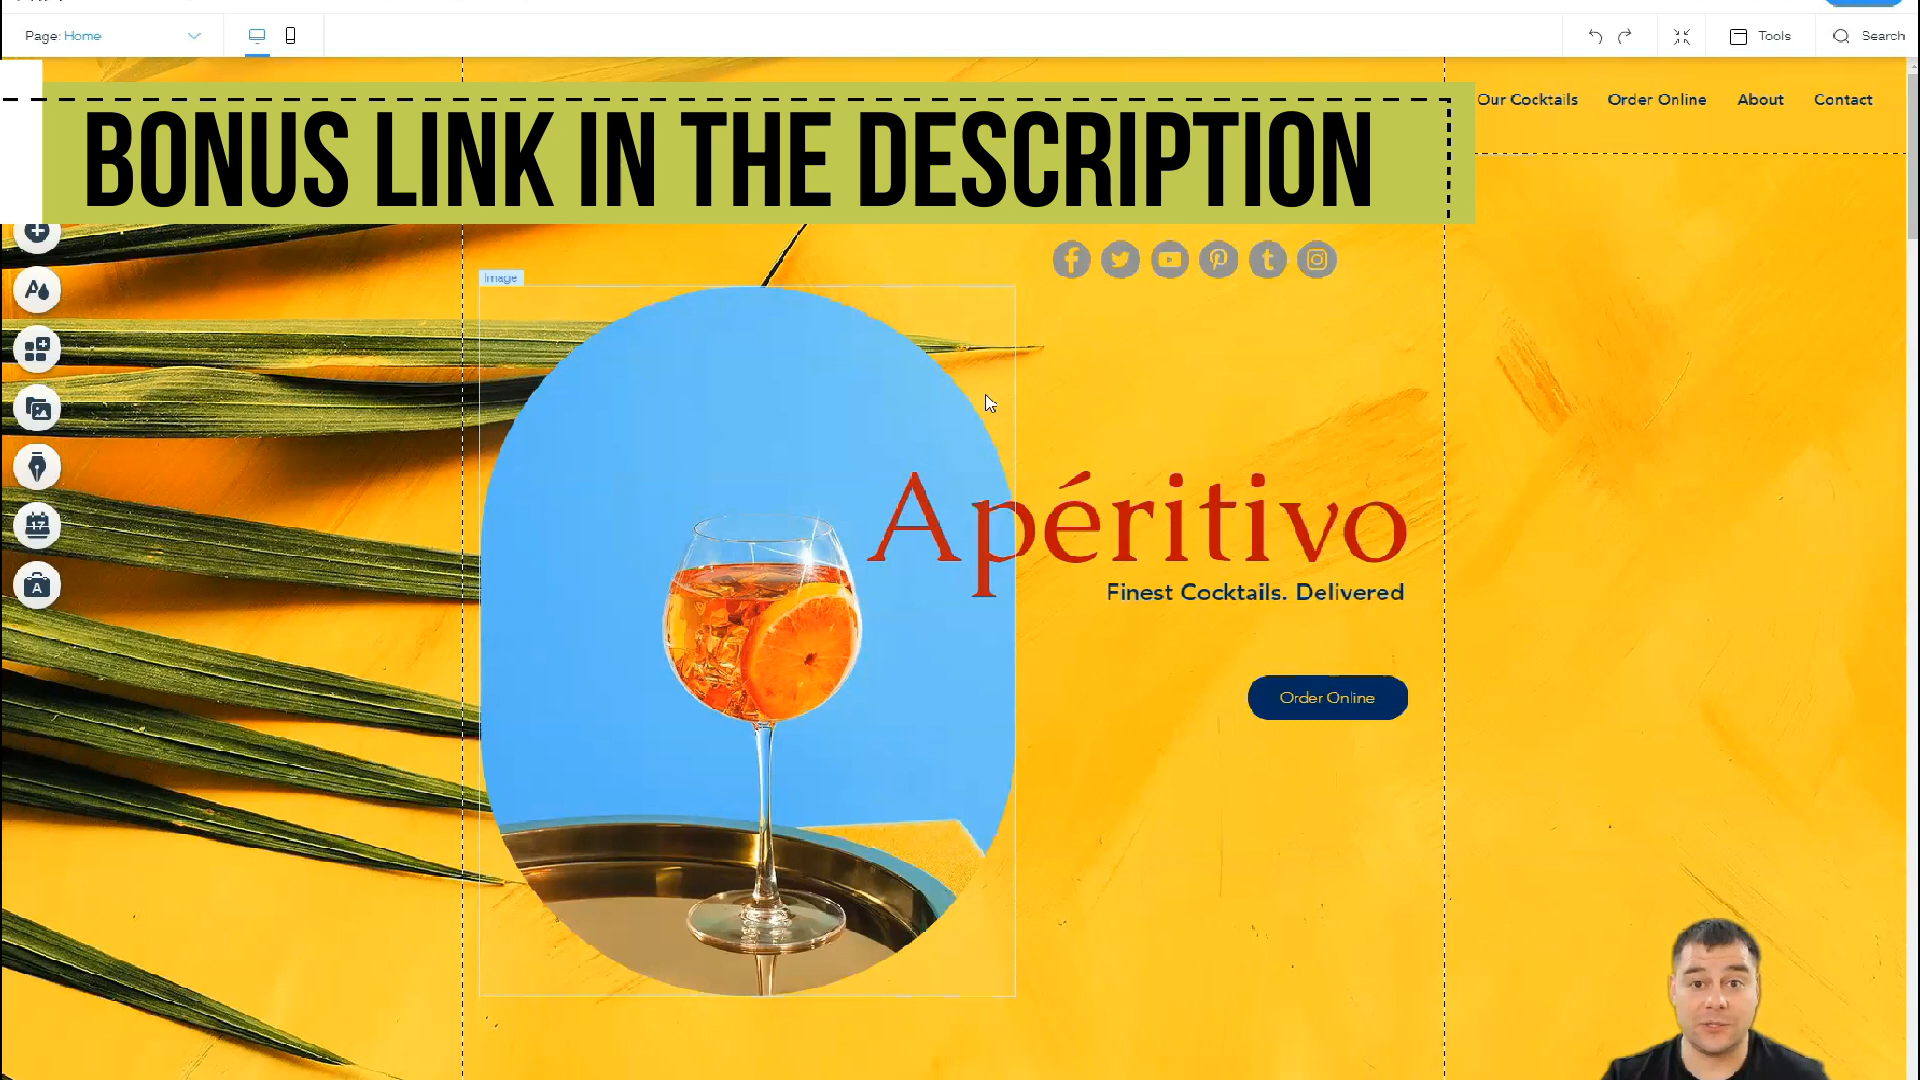 Page: Home
Tools
Search
BONUS LINK IN THE DESCRIPTION
Our Cocktails
Order Online
About
Contact
Image
A
17
A
Apéritivo
Finest Cocktails. Delivered
Order Online